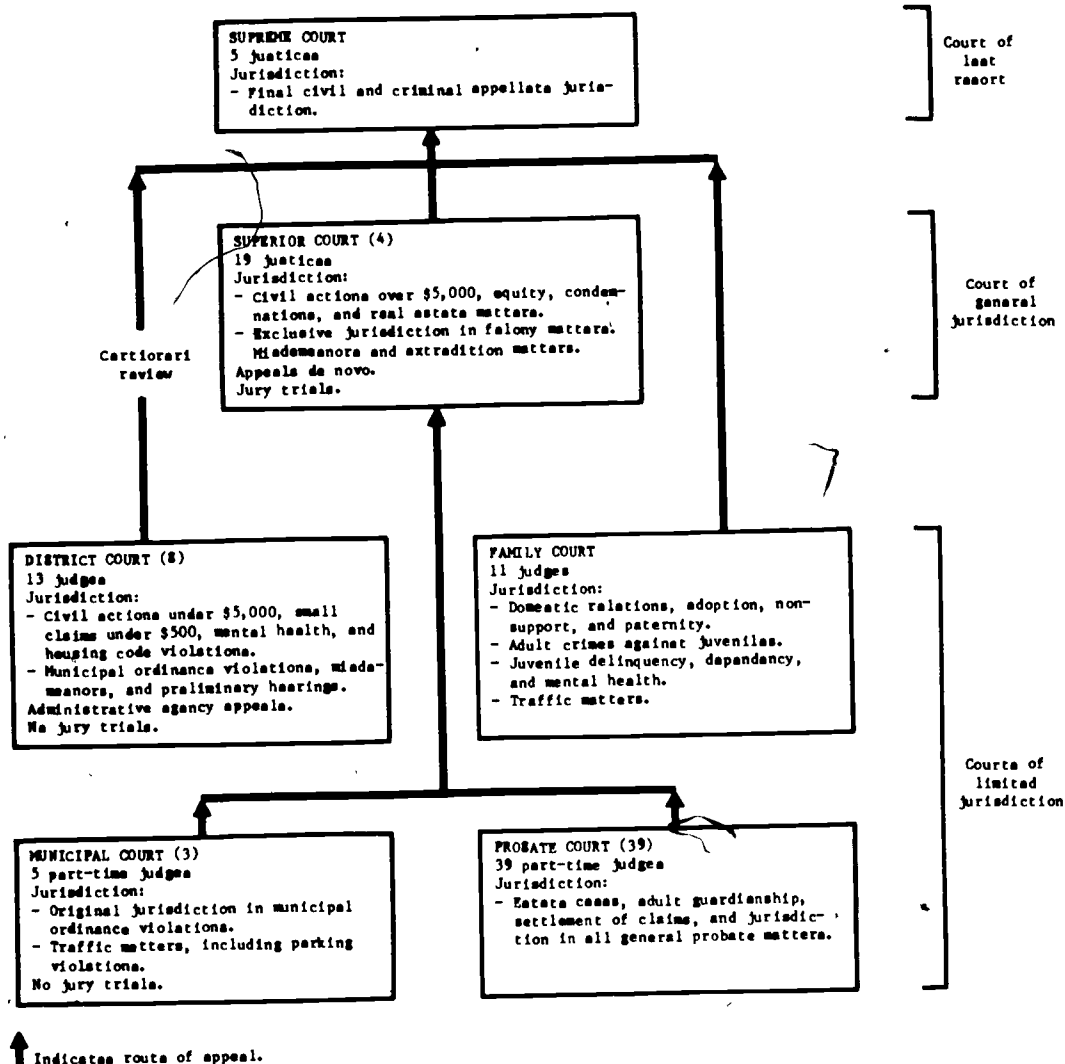 SUPREME COURT
5 justices
Jurisdiction:
- Final civil and criminal appellate juris-
diction.
Court of
last
resort
SUPERIOR COURT (4)
19 justices
Jurisdiction:
- Civil actions over $5,000, equity, condem-
nations, and real estate matters.
- Exclusive jurisdiction in felony matters.
Misdemeanors and extradition matters.
Appeals de novo.
Jury trials.
Court of
general
jurisdiction
Certiorari
review
DISTRICT COURT (8)
13 judges
Jurisdiction:
- Civil actions under $5,000, small
claims under $500, mental health, and
housing code violations.
- Municipal ordinance violations, misde-
meanors, and preliminary hearings.
Administrative agency appeals.
No jury trials.
FAMILY COURT
11 judges
Jurisdiction:
- Domestic relations, adoption, non-
support, and paternity.
- Adult crimes against juveniles.
- Juvenile delinquency, dependancy,
and mental health.
- Traffic matters.
Courts of
limited
jurisdiction
MUNICIPAL COURT (3)
5 part-time judges
Jurisdiction:
- Original jurisdiction in municipal
ordinance violations.
- Traffic matters, including parking
violations.
No jury trials.
PROBATE COURT (39)
39 part-time judges
Jurisdiction:
- Estate cases, adult guardianship,
settlement of claims, and jurisdic-
tion in all general probate matters.
Indicates route of appeal.